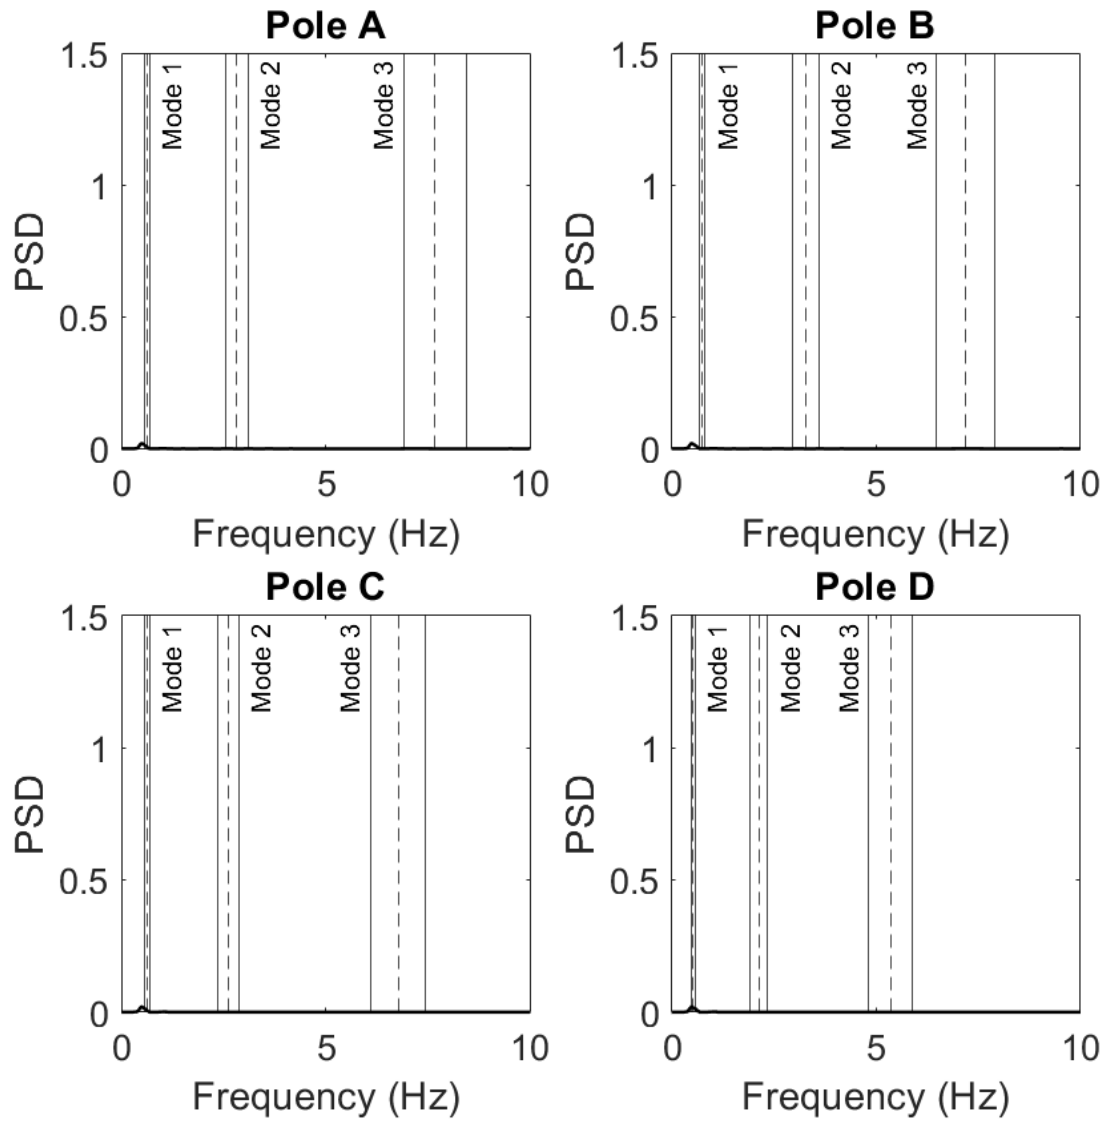 Pole A
1.5
1
0.5
0
PSD
Mode 1
Mode 2
Mode 3
0 5 10
Frequency (Hz)
Pole B
1.5
1
0.5
0
PSD
Mode 1
Mode 2
Mode 3
0 5 10
Frequency (Hz)
Pole C
1.5
1
0.5
0
PSD
Mode 1
Mode 2
Mode 3
0 5 10
Frequency (Hz)
Pole D
1.5
1
0.5
0
PSD
Mode 1
Mode 2
Mode 3
0 5 10
Frequency (Hz)